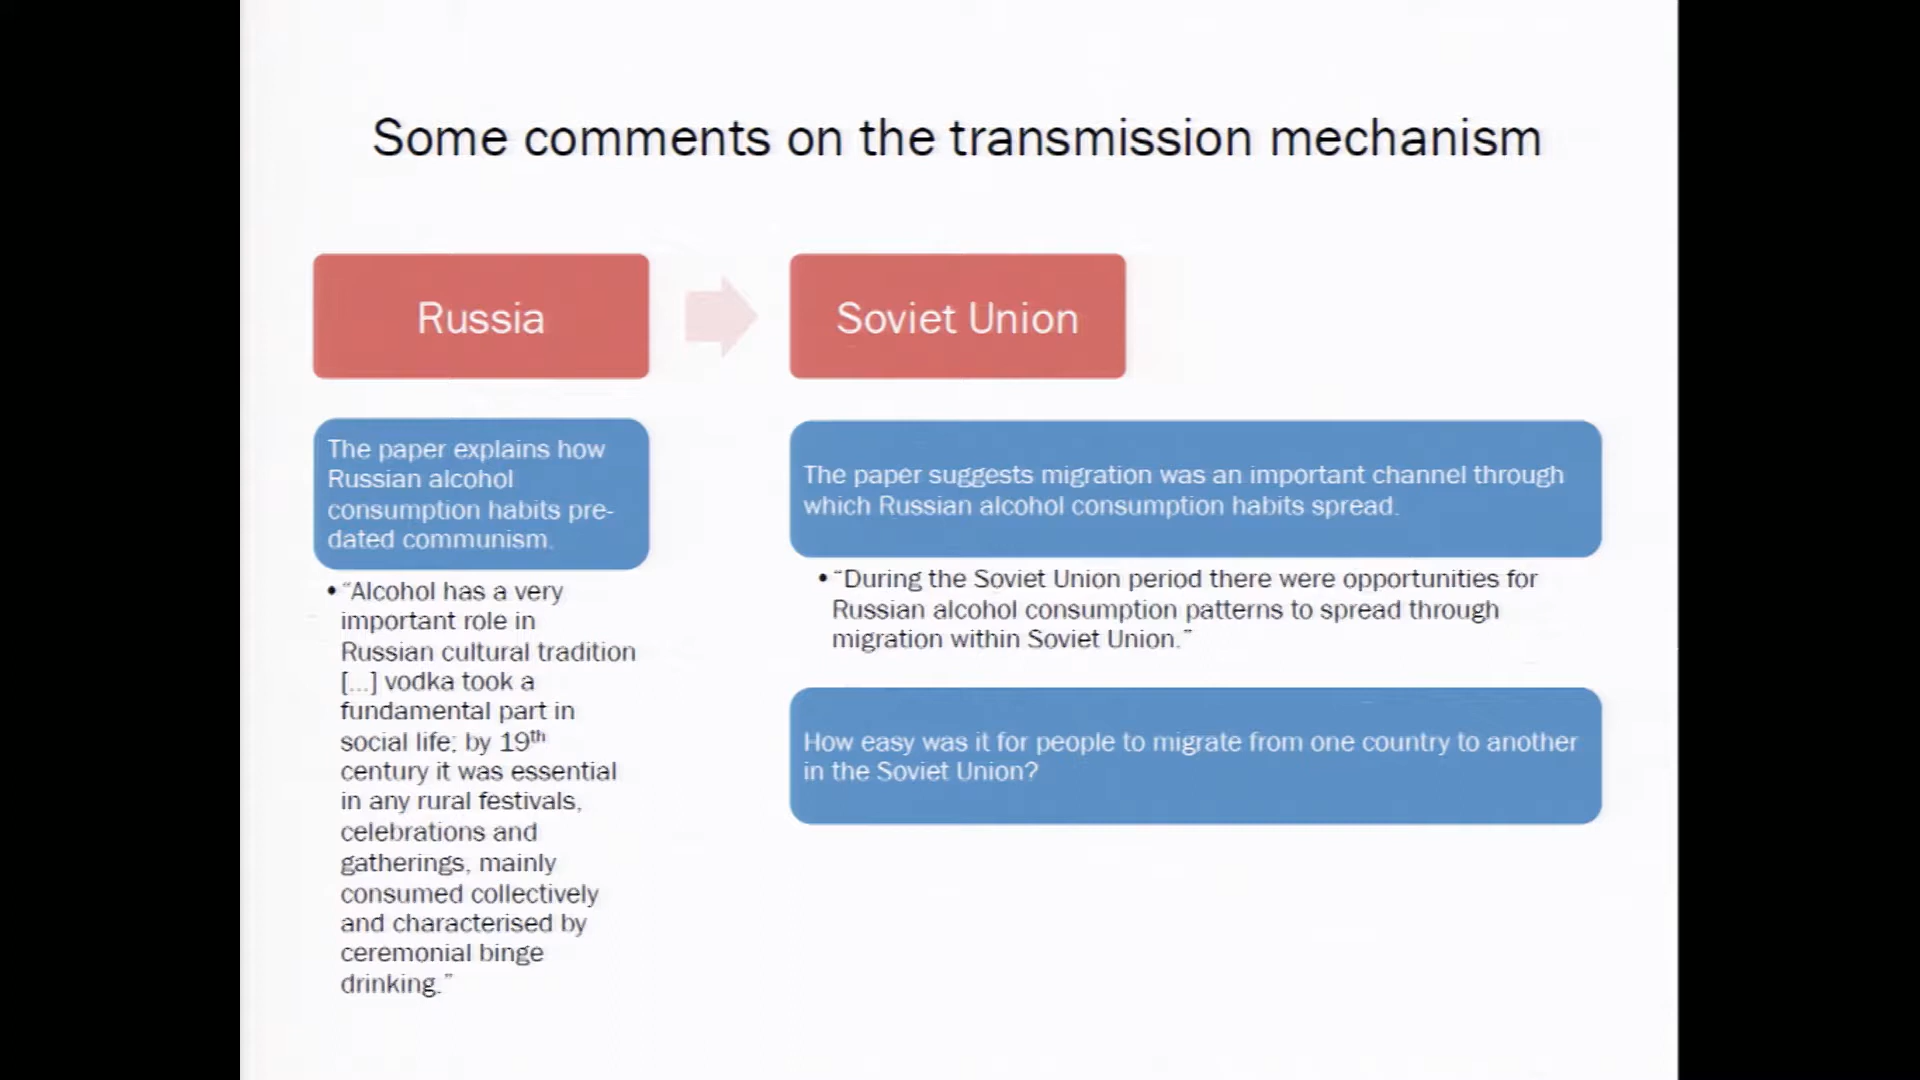 Some comments on the transmission mechanism
Russia
Soviet Union
The paper explains how
Russian alcohol
consumption habits pre-
dated communism.
• “Alcohol has a very
important role in
Russian cultural tradition
[...] vodka took a
fundamental part in
social life; by 19th
century it was essential
in any rural festivals,
celebrations and
gatherings, mainly
consumed collectively
and characterised by
ceremonial binge
drinking.”
The paper suggests migration was an important channel through
which Russian alcohol consumption habits spread.
• “During the Soviet Union period there were opportunities for
Russian alcohol consumption patterns to spread through
migration within Soviet Union.”
How easy was it for people to migrate from one country to another
in the Soviet Union?